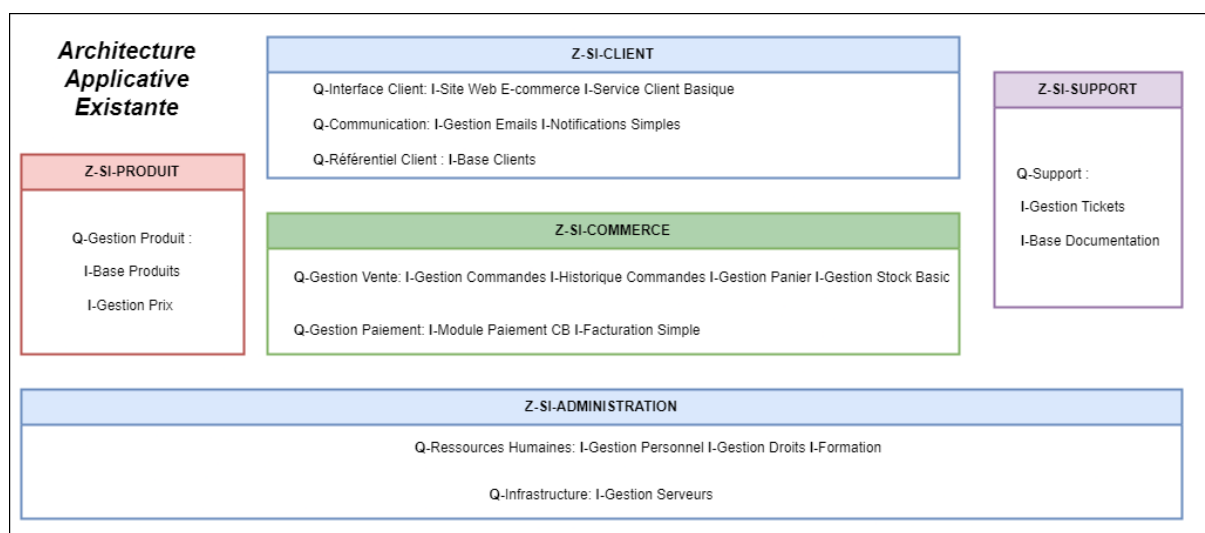 Architecture
Applicative
Existante
Z-SI-CLIENT
Q-Interface Client: I-Site Web E-commerce I-Service Client Basique
Q-Communication: I-Gestion Emails I-Notifications Simples
Q-Référentiel Client : I-Base Clients
Z-SI-SUPPORT
Q-Support :
I-Gestion Tickets
I-Base Documentation
Z-SI-PRODUIT
Q-Gestion Produit :
I-Base Produits
I-Gestion Prix
Z-SI-COMMERCE
Q-Gestion Vente: I-Gestion Commandes I-Historique Commandes I-Gestion Panier I-Gestion Stock Basic
Q-Gestion Paiement: I-Module Paiement CB I-Facturation Simple
Z-SI-ADMINISTRATION
Q-Ressources Humaines: I-Gestion Personnel I-Gestion Droits I-Formation
Q-Infrastructure: I-Gestion Serveurs